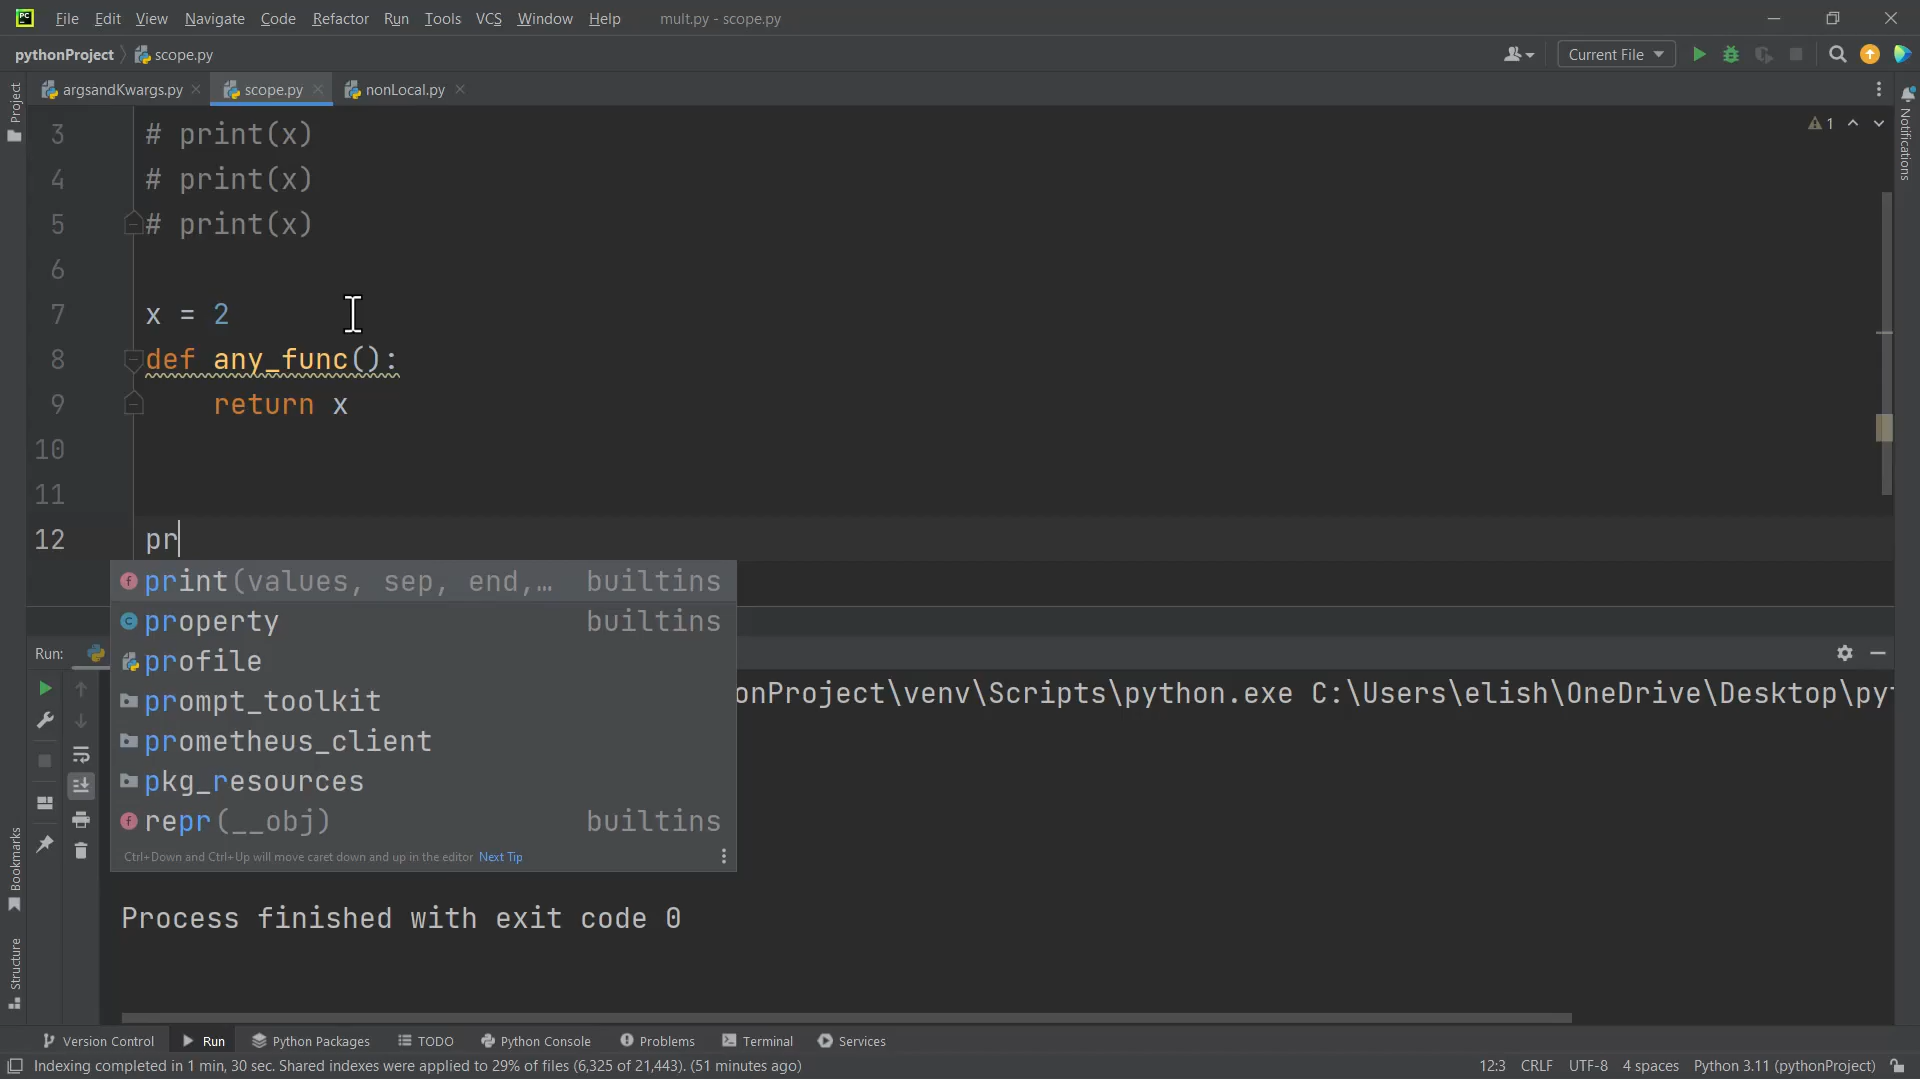 PC File Edit View Navigate Code Refactor Run Tools VCS Window Help mult.py - scope.py
pythonProject scope.py Current File
argsandKwargs.py scope.py nonLocal.py
Project
Notifications
1
3 # print(x)
4 # print(x)
5 # print(x)
6
7 x = 2
8 def any_func():
9 return x
10
11
12 pr
print(values, sep, end,… builtins
property builtins
profile
prompt_toolkit
prometheus_client
pkg_resources
repr(__obj) builtins
Ctrl+Down and Ctrl+Up will move caret down and up in the editor Next Tip
Run:
onProject\venv\Scripts\python.exe C:\Users\elish\OneDrive\Desktop\py
Process finished with exit code 0
Bookmarks
Structure
Version Control Run Python Packages TODO Python Console Problems Terminal Services
Indexing completed in 1 min, 30 sec. Shared indexes were applied to 29% of files (6,325 of 21,443). (51 minutes ago) 12:3 CRLF UTF-8 4 spaces Python 3.11 (pythonProject)